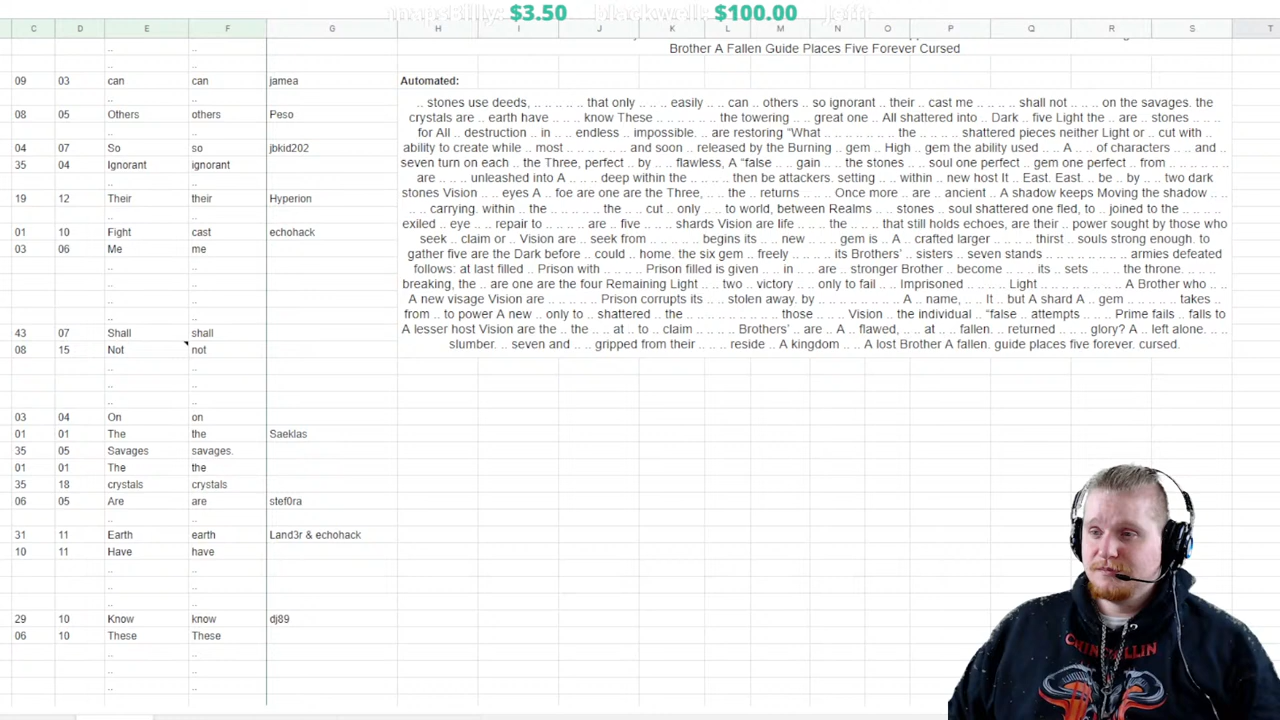 mapsBilly: $3.50 blackwell: $100.00
C D E F G H I J K L M N O P Q R S T
Brother A Fallen Guide Places Five Forever Cursed
.. ..
.. ..
09 03 can can jamea
.. ..
08 05 Others others Peso
.. ..
04 07 So so jbkid202
35 04 Ignorant ignorant
.. ..
19 12 Their their Hyperion
.. ..
01 10 Fight cast echohack
03 06 Me me
.. ..
.. ..
.. ..
.. ..
43 07 Shall shall
08 15 Not not
.. ..
.. ..
.. ..
03 04 On on
01 01 The the Saeklas
35 05 Savages savages.
01 01 The the
35 18 crystals crystals
06 05 Are are stef0ra
.. ..
31 11 Earth earth Land3r & echohack
10 11 Have have
.. ..
.. ..
.. ..
29 10 Know know dj89
06 10 These These
.. ..
.. ..
.. ..
Automated:
.. stones use deeds, .. .. .. .. .. that only .. .. .. easily .. .. can .. others .. so ignorant .. their .. cast me .. .. .. .. shall not .. .. .. on the savages. the
crystals are .. earth have .. .. .. know These .. .. .. .. .. the towering .. .. great one .. All shattered into .. Dark .. five Light the .. are .. stones ..
for All .. destruction .. in .. endless .. impossible. .. are restoring "What .. .. .. .. .. the .. .. .. shattered pieces neither Light or .. cut with ..
ability to create while .. most .. .. .. .. .. and soon .. released by the Burning .. gem .. High .. gem the ability used .. A .. of characters .. .. and ..
seven turn on each .. the Three, perfect .. by .. flawless, A "false .. gain .. the stones .. .. soul one perfect .. gem one perfect .. from .. .. .. ..
are .. .. unleashed into A .. .. deep within the .. .. .. then be attackers. setting .. .. within .. new host It .. East. East. .. be .. by .. .. two dark
stones Vision .. .. eyes A .. foe are one are the Three, .. .. the .. returns .. .. Once more .. are .. ancient .. A shadow keeps Moving the shadow .. ..
.. .. carrying. within .. the .. .. .. .. the .. cut .. only .. to world, between Realms .. stones .. soul shattered one fled, to .. joined to the .. .. ..
exiled .. eye .. repair to .. .. .. are .. five .. shards Vision are life .. .. the .. .. that still holds echoes, are their .. power sought by those who
seek .. claim or .. Vision are .. seek from .. .. .. .. begins its .. new .. .. gem is .. A .. crafted larger .. .. .. thirst .. souls strong enough. to
gather five are the Dark before .. could .. home. the six gem .. freely .. .. .. its Brothers' .. sisters .. seven stands .. .. .. .. .. armies defeated
follows: at last filled .. Prison with .. .. .. Prison filled is given .. in .. are .. stronger Brother .. become .. .. its .. sets .. .. .. the throne.
breaking, the .. are one are the four Remaining Light .. .. two .. victory .. .. only to fail .. Imprisoned .. .. .. Light .. .. .. .. .. A Brother who ..
A new visage Vision are .. .. .. .. Prison corrupts its .. stolen away. by .. .. .. .. .. A .. name, .. It .. but A shard A .. gem .. .. .. .. takes ..
from .. to power A new .. only to .. shattered .. the .. .. .. .. .. those .. .. Vision .. the individual .. "false .. attempts .. .. Prime fails .. fails to
A lesser host Vision are the .. the .. at .. to claim .. .. .. Brothers' .. are .. A .. flawed, .. at .. fallen. .. returned .. .. glory? A .. left alone. ..
slumber. .. seven and .. .. gripped from their .. .. .. reside .. A kingdom .. .. A lost Brother A fallen. guide places five forever. cursed.